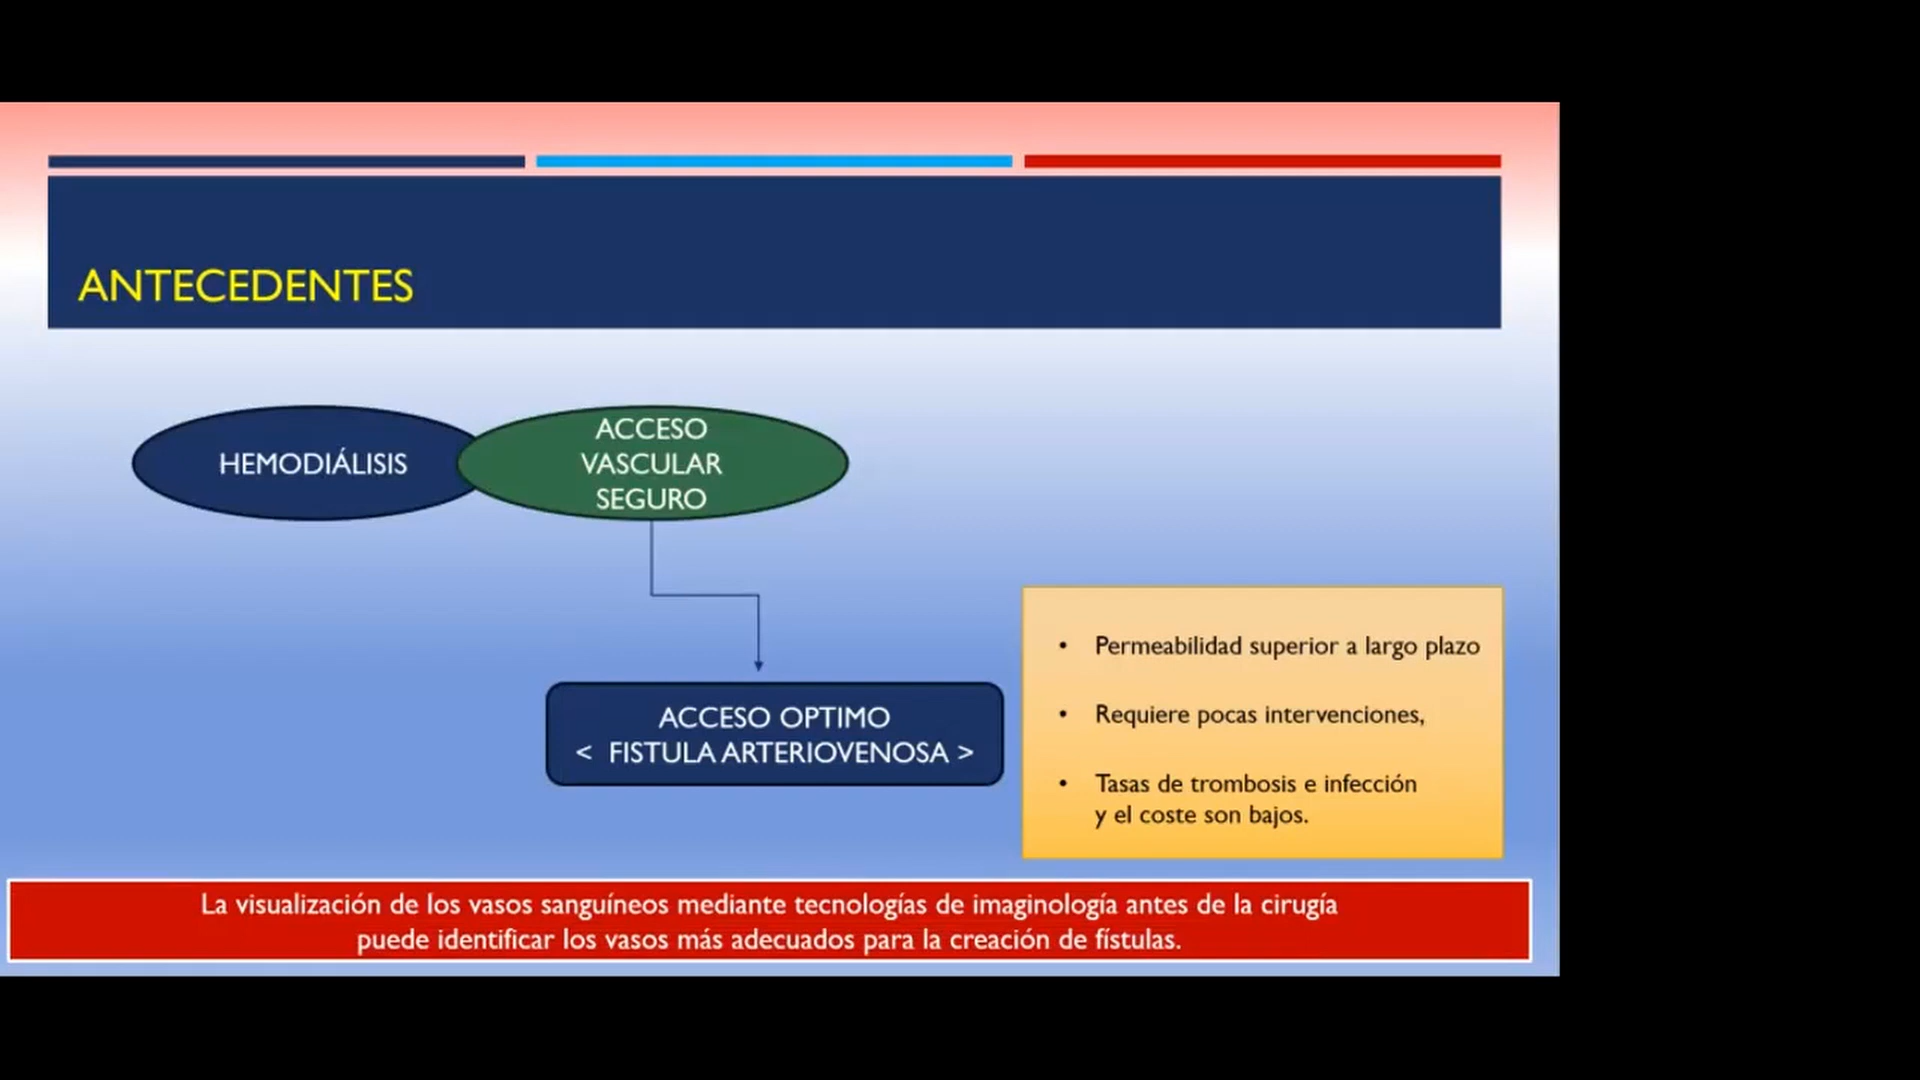 ANTECEDENTES
HEMODIÁLISIS
ACCESO
VASCULAR
SEGURO
ACCESO OPTIMO
< FISTULA ARTERIOVENOSA >
• Permeabilidad superior a largo plazo
• Requiere pocas intervenciones,
• Tasas de trombosis e infección
y el coste son bajos.
La visualización de los vasos sanguíneos mediante tecnologías de imaginología antes de la cirugía
puede identificar los vasos más adecuados para la creación de fístulas.